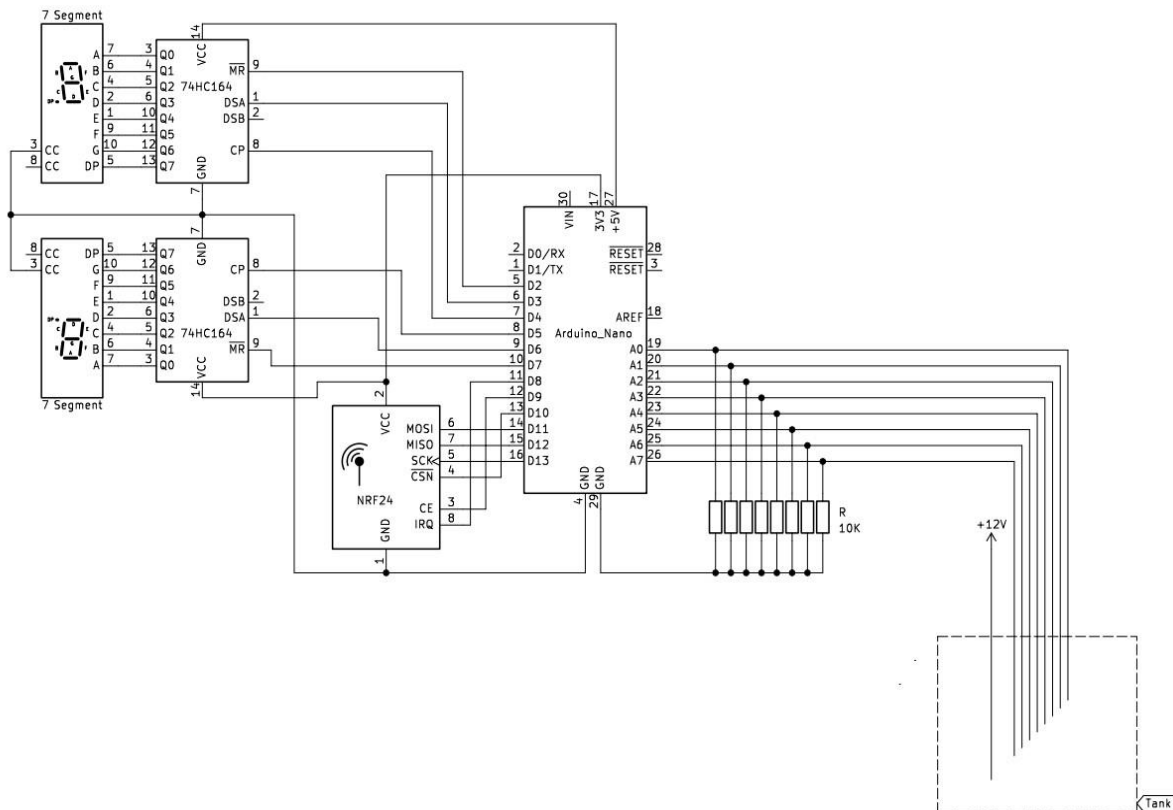 7 Segment
A 7 3 Q0
B 6 4 Q1
C 4 5 Q2
D 2 6 Q3
E 1 10 Q4
F 9 11 Q5
G 10 12 Q6
DP 5 13 Q7
3 CC
8 CC
14
VCC
74HC164
MR 9
DSA 1
DSB 2
CP 8
GND
7
7
GND
8 CC
3 CC
DP 5 13 Q7
G 10 12 Q6
F 9 11 Q5
E 1 10 Q4
D 2 6 Q3
C 4 5 Q2
B 6 4 Q1
A 7 3 Q0
CP 8
DSB 2
DSA 1
74HC164
MR 9
VCC
14
7 Segment
2
VCC
MOSI 6
MISO 7
SCK 5
CSN 4
NRF24
CE 3
IRQ 8
GND
1
30
VIN
17
3V3
27
+5V
2 D0/RX
1 D1/TX
5 D2
6 D3
7 D4
8 D5
9 D6
10 D7
11 D8
12 D9
13 D10
14 D11
15 D12
16 D13
Arduino_Nano
RESET 28
RESET 3
AREF 18
A0 19
A1 20
A2 21
A3 22
A4 23
A5 24
A6 25
A7 26
GND
4
GND
29
R
10K
+12V
Tank